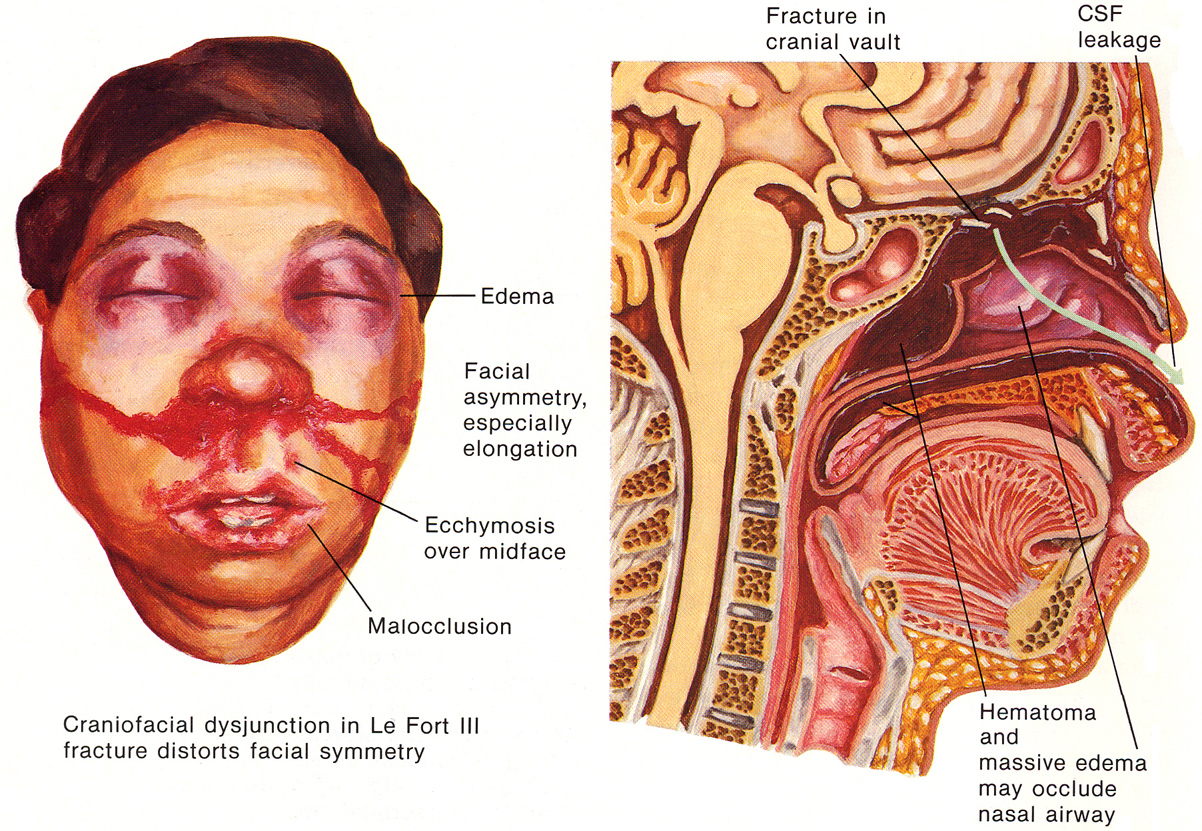 Fracture in
cranial vault
CSF
leakage
Edema
Facial
asymmetry,
especially
elongation
Ecchymosis
over midface
Malocclusion
Craniofacial dysjunction in Le Fort III
fracture distorts facial symmetry
Hematoma
and
massive edema
may occlude
nasal airway